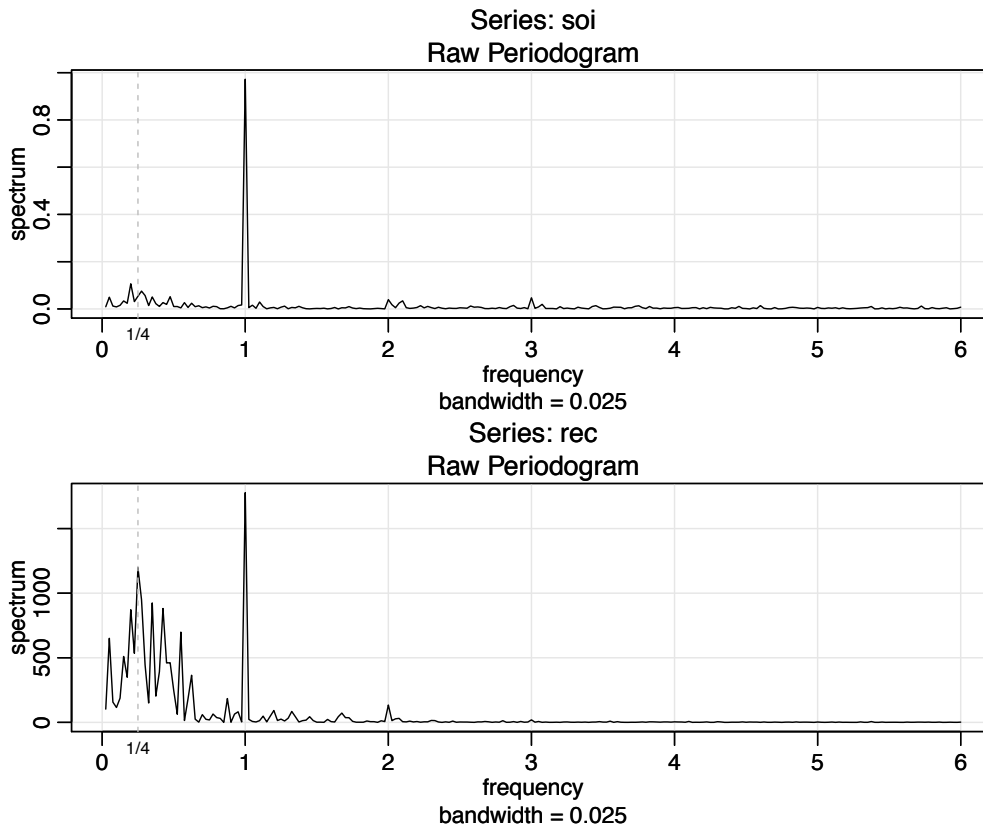 Series: soi
Raw Periodogram
spectrum
0.0 0.4 0.8
0 1/4 1 2 3 4 5 6
frequency
bandwidth = 0.025
Series: rec
Raw Periodogram
spectrum
0 500 1000
0 1/4 1 2 3 4 5 6
frequency
bandwidth = 0.025